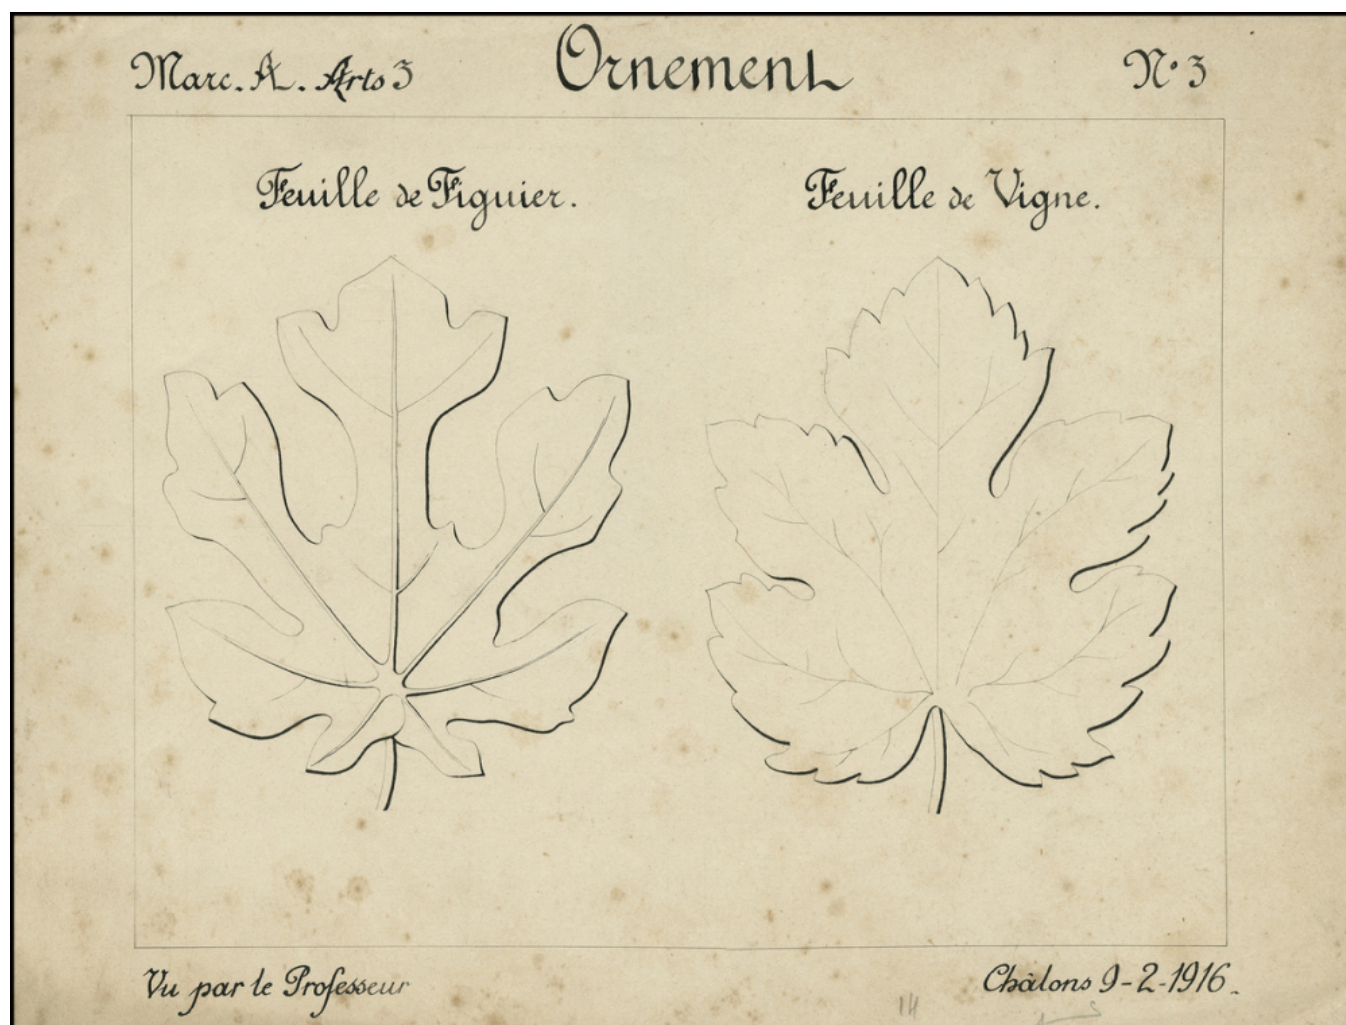 Marc. A. Arts 3 Ornement N° 3
Feuille de Figuier. Feuille de Vigne.
Vu par le Professeur Châlons 9-2-1916.
14